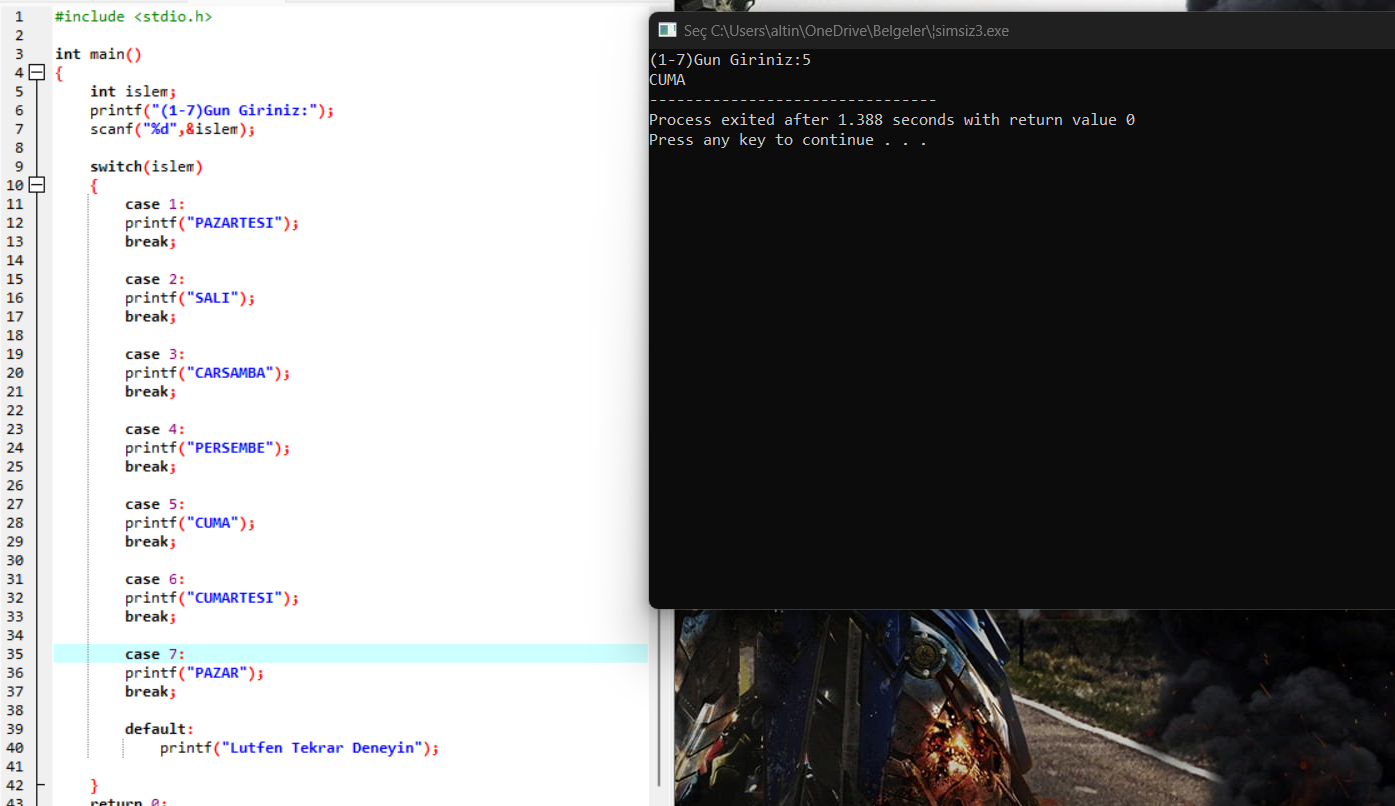 1 #include <stdio.h>
2
3 int main()
4 {
5 int islem;
6 printf("(1-7)Gun Giriniz:");
7 scanf("%d",&islem);
8
9 switch(islem)
10 {
11 case 1:
12 printf("PAZARTESI");
13 break;
14
15 case 2:
16 printf("SALI");
17 break;
18
19 case 3:
20 printf("CARSAMBA");
21 break;
22
23 case 4:
24 printf("PERSEMBE");
25 break;
26
27 case 5:
28 printf("CUMA");
29 break;
30
31 case 6:
32 printf("CUMARTESI");
33 break;
34
35 case 7:
36 printf("PAZAR");
37 break;
38
39 default:
40 printf("Lutfen Tekrar Deneyin");
41
42 }
43 return 0;
Seç C:\Users\altin\OneDrive\Belgeler\¦simsiz3.exe
(1-7)Gun Giriniz:5
CUMA
--------------------------------
Process exited after 1.388 seconds with return value 0
Press any key to continue . . .